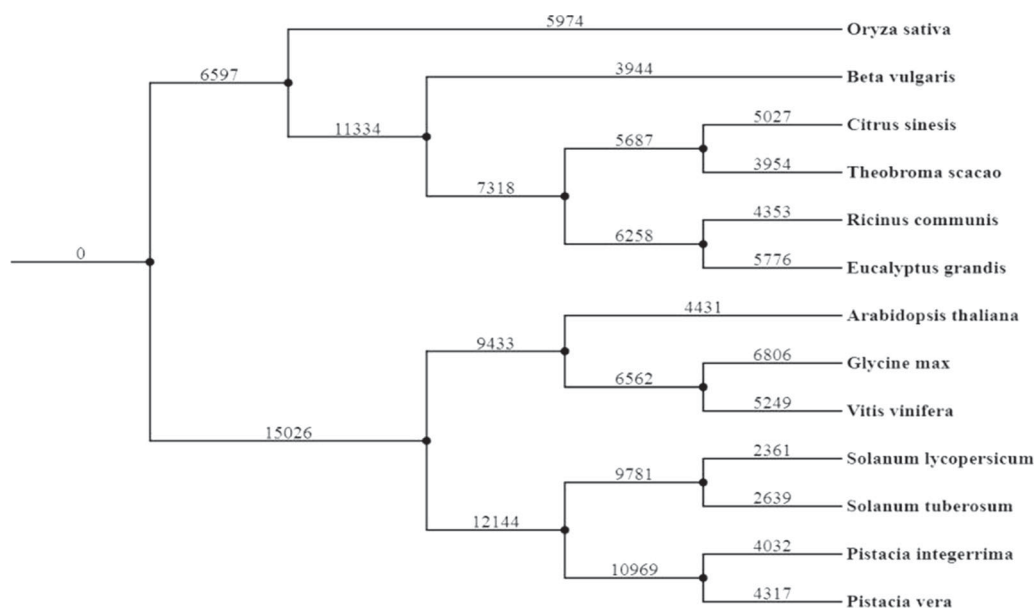 5974 Oryza sativa
6597
3944 Beta vulgaris
11334
5027 Citrus sinesis
5687
3954 Theobroma scacao
7318
4353 Ricinus communis
6258
5776 Eucalyptus grandis
0
4431 Arabidopsis thaliana
9433
6806 Glycine max
6562
5249 Vitis vinifera
15026
2361 Solanum lycopersicum
9781
2639 Solanum tuberosum
12144
4032 Pistacia integerrima
10969
4317 Pistacia vera